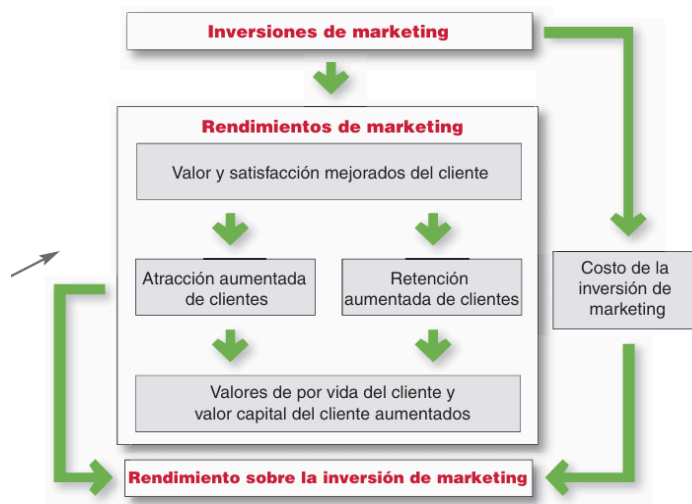 Inversiones de marketing
Rendimientos de marketing
Valor y satisfacción mejorados del cliente
Atracción aumentada
de clientes
Retención
aumentada de clientes
Costo de la
inversión de
marketing
Valores de por vida del cliente y
valor capital del cliente aumentados
Rendimiento sobre la inversión de marketing